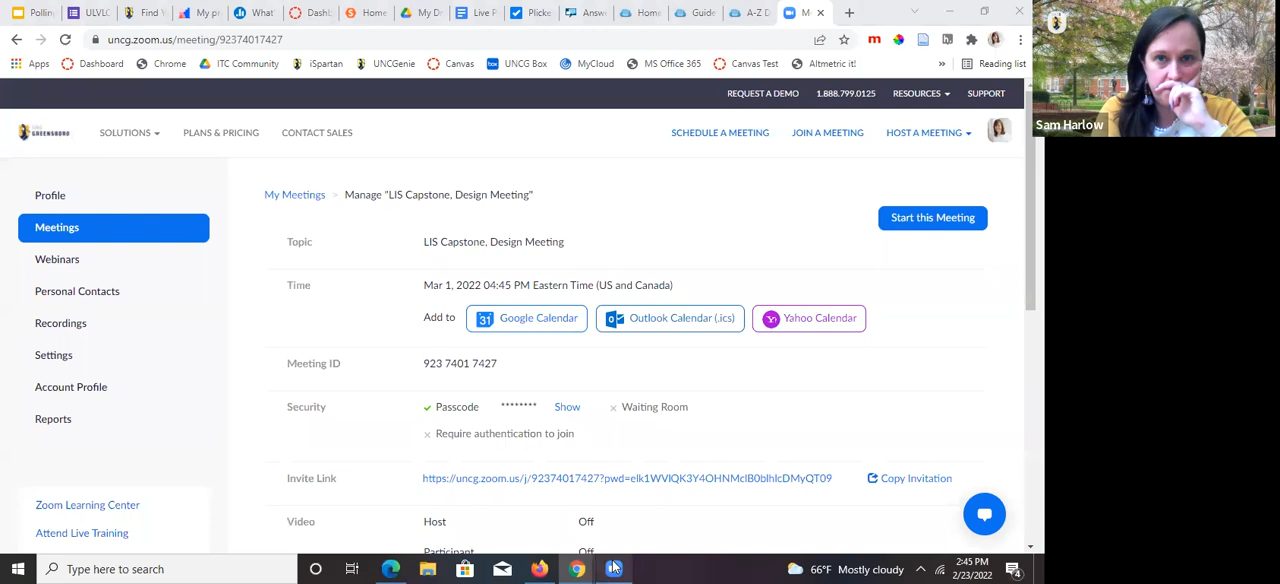 Pollin
ULVLC
Find Y
My pr
What'
Dashb
Home
My Dr
Live P
Plicke
Answ
Home
Guide
A-Z D
M
uncg.zoom.us/meeting/92374017427
Apps Dashboard Chrome ITC Community iSpartan UNCGenie Canvas UNCG Box MyCloud MS Office 365 Canvas Test Altmetric it! » Reading list
REQUEST A DEMO 1.888.799.0125 RESOURCES SUPPORT
GREENSBORO SOLUTIONS PLANS & PRICING CONTACT SALES SCHEDULE A MEETING JOIN A MEETING HOST A MEETING
Sam Harlow
Profile
Meetings
Webinars
Personal Contacts
Recordings
Settings
Account Profile
Reports
Zoom Learning Center
Attend Live Training
My Meetings > Manage "LIS Capstone, Design Meeting"
Start this Meeting
Topic LIS Capstone, Design Meeting
Time Mar 1, 2022 04:45 PM Eastern Time (US and Canada)
Add to 31 Google Calendar Outlook Calendar (.ics) Yahoo Calendar
Meeting ID 923 7401 7427
Security Passcode ******** Show Waiting Room
Require authentication to join
Invite Link https://uncg.zoom.us/j/92374017427?pwd=elk1WVlQK3Y4OHNMclB0blhIcDMyQT09 Copy Invitation
Video Host Off
Participant Off
Type here to search
66°F Mostly cloudy
2:45 PM
2/23/2022
4